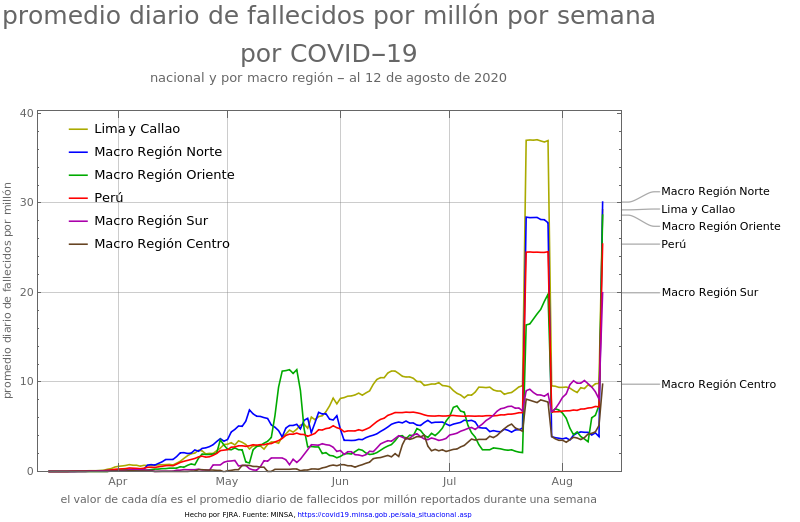 promedio diario de fallecidos por millón por semana
por COVID−19
nacional y por macro región − al 12 de agosto de 2020
promedio diario de fallecidos por millón
40
30
20
10
0
Lima y Callao
Macro Región Norte
Macro Región Oriente
Perú
Macro Región Sur
Macro Región Centro
Macro Región Norte
Lima y Callao
Macro Región Oriente
Perú
Macro Región Sur
Macro Región Centro
Apr May Jun Jul Aug
el valor de cada día es el promedio diario de fallecidos por millón reportados durante una semana
Hecho por FJRA. Fuente: MINSA, https://covid19.minsa.gob.pe/sala_situacional.asp